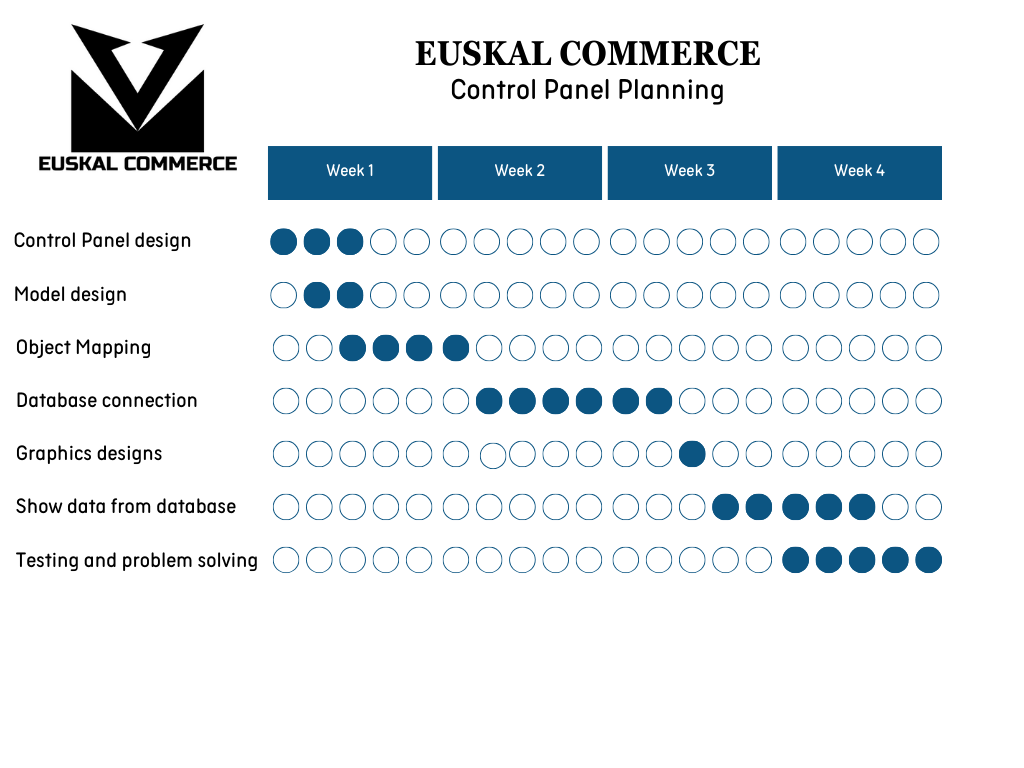 EUSKAL COMMERCE
EUSKAL COMMERCE
Control Panel Planning
Week 1
Week 2
Week 3
Week 4
Control Panel design
Model design
Object Mapping
Database connection
Graphics designs
Show data from database
Testing and problem solving